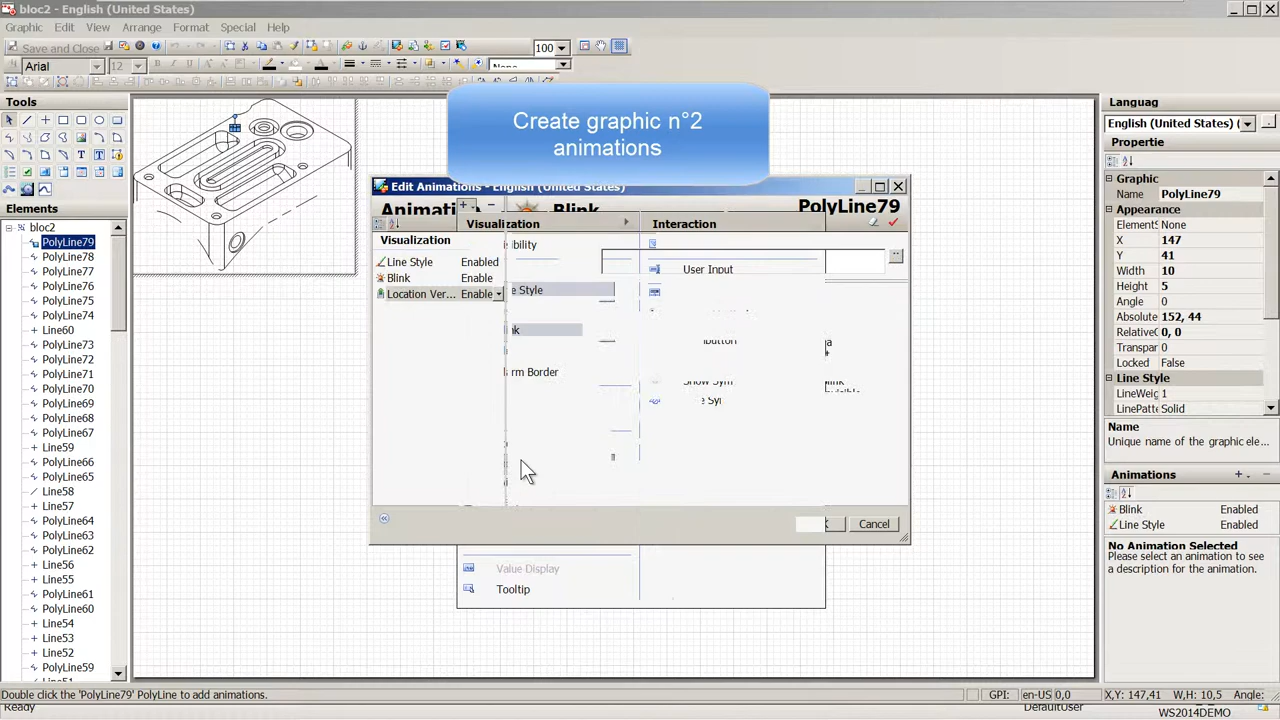 bloc2 - English (United States)
Graphic Edit View Arrange Format Special Help
Save and Close
100
Arial 12
None
Create graphic n°2
animations
Tools
Elements
bloc2
PolyLine79
PolyLine78
PolyLine77
PolyLine76
PolyLine75
PolyLine74
Line60
PolyLine73
PolyLine72
PolyLine71
PolyLine70
PolyLine69
PolyLine68
PolyLine67
Line59
PolyLine66
PolyLine65
Line58
Line57
PolyLine64
PolyLine63
PolyLine62
Line56
Line55
PolyLine61
PolyLine60
Line54
Line53
Line52
PolyLine59
Edit Animations - English (United States)
Blink
PolyLine79
Visualization
Interaction
Visualization
Line Style Enabled
Blink Enable
Location Ver... Enable
User Input
Cancel
Value Display
Tooltip
Languag
English (United States) (
Propertie
Graphic
Name PolyLine79
Appearance
ElementS None
X 147
Y 41
Width 10
Height 5
Angle 0
Absolute 152, 44
RelativeC 0, 0
Transpar 0
Locked False
Line Style
LineWeig 1
LinePatte Solid
Name
Unique name of the graphic ele...
Animations
Blink Enabled
Line Style Enabled
No Animation Selected
Please select an animation to see
a description for the animation.
Double click the 'PolyLine79' PolyLine to add animations.
GPI: en-US 0,0 X,Y: 147,41 W,H: 10,5 Angle:
Ready
DefaultUser
WS2014DEMO